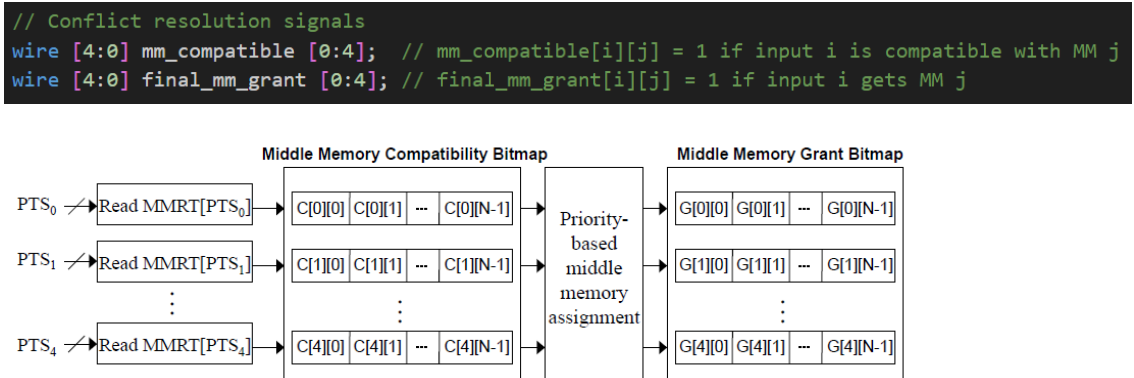 // Conflict resolution signals
wire [4:0] mm_compatible [0:4];  // mm_compatible[i][j] = 1 if input i is compatible with MM j
wire [4:0] final_mm_grant [0:4]; // final_mm_grant[i][j] = 1 if input i gets MM j
Middle Memory Compatibility Bitmap
Middle Memory Grant Bitmap
PTS₀ Read MMRT[PTS₀] C[0][0] C[0][1] --- C[0][N-1]
PTS₁ Read MMRT[PTS₁] C[1][0] C[1][1] --- C[1][N-1]
PTS₄ Read MMRT[PTS₄] C[4][0] C[4][1] --- C[4][N-1]
Priority-
based
middle
memory
assignment
G[0][0] G[0][1] --- G[0][N-1]
G[1][0] G[1][1] --- G[1][N-1]
G[4][0] G[4][1] --- G[4][N-1]